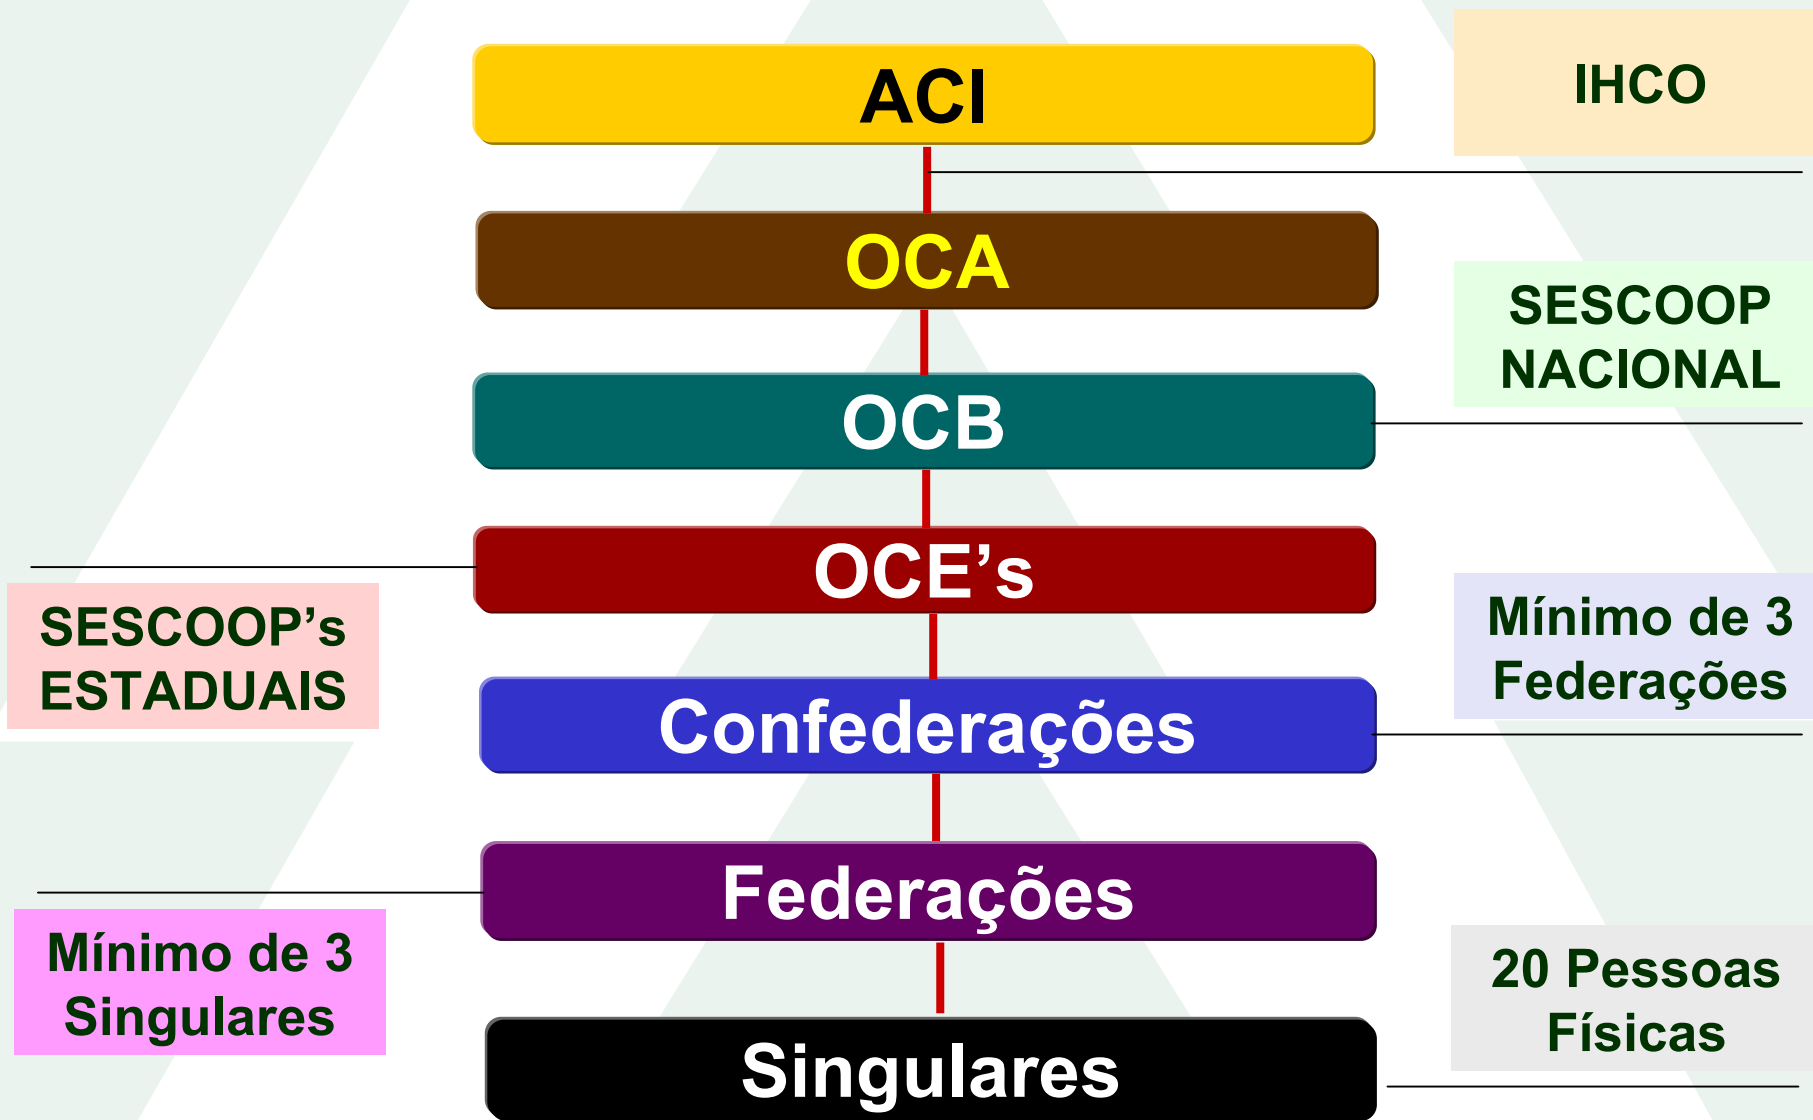 ACI
IHCO
OCA
SESCOOP
NACIONAL
OCB
OCE’s
SESCOOP’s
ESTADUAIS
Mínimo de 3
Federações
Confederações
Federações
Mínimo de 3
Singulares
20 Pessoas
Físicas
Singulares